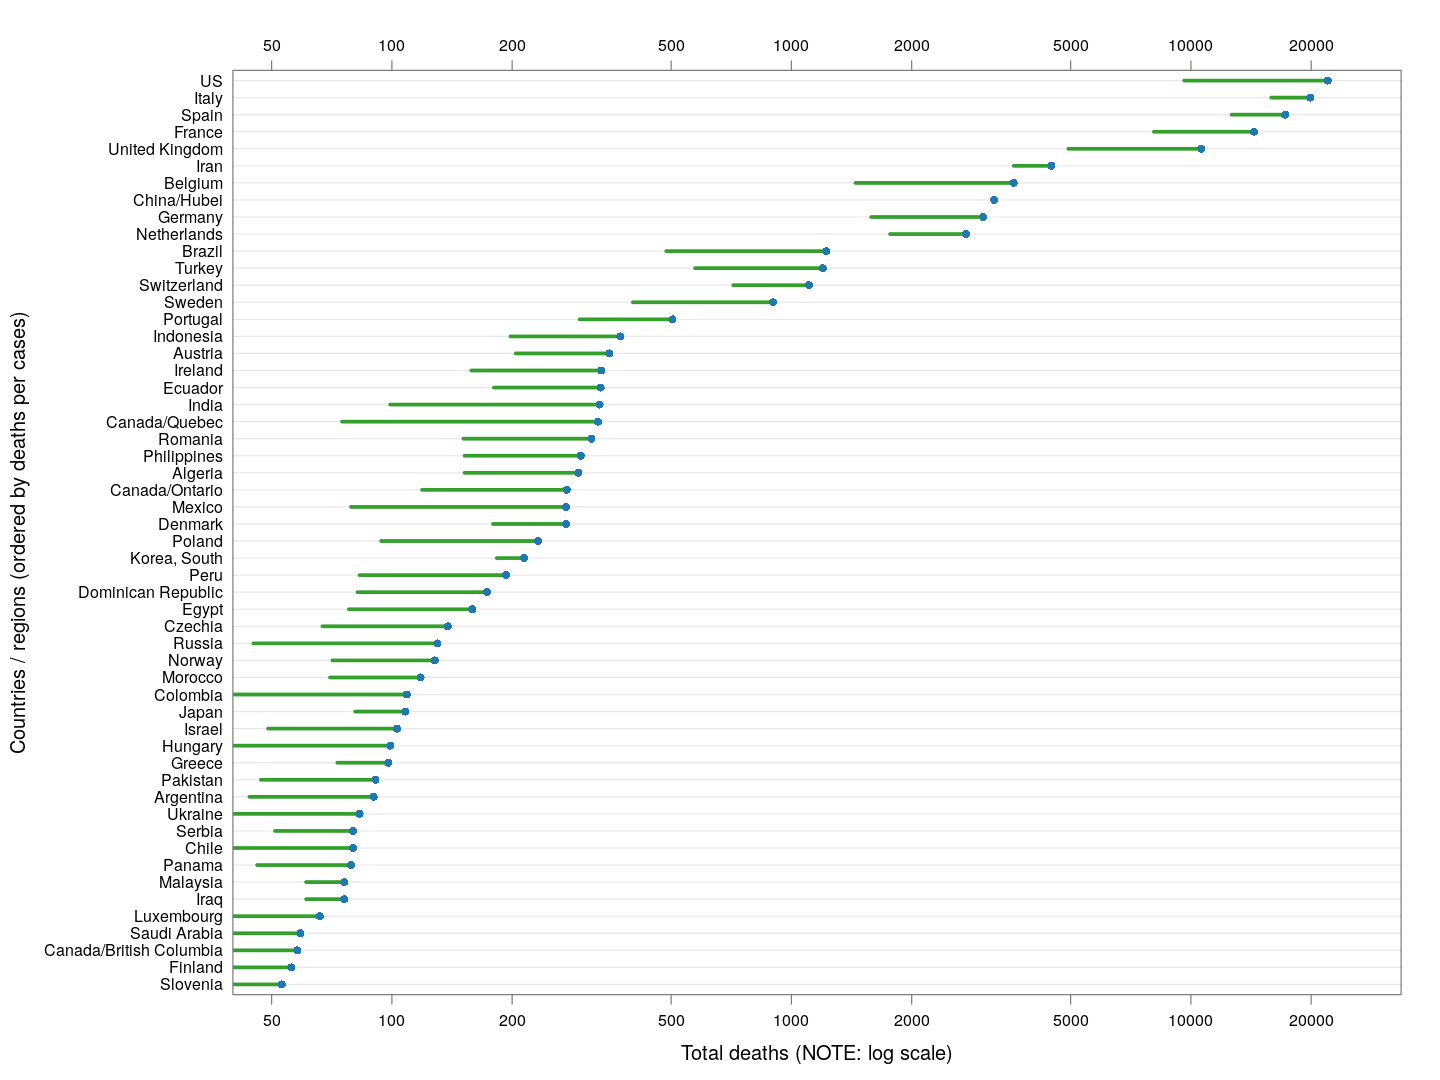 50 100 200 500 1000 2000 5000 10000 20000
US
Italy
Spain
France
United Kingdom
Iran
Belgium
China/Hubei
Germany
Netherlands
Brazil
Turkey
Switzerland
Sweden
Portugal
Indonesia
Austria
Ireland
Ecuador
India
Canada/Quebec
Romania
Philippines
Algeria
Canada/Ontario
Mexico
Denmark
Poland
Korea, South
Peru
Dominican Republic
Egypt
Czechia
Russia
Norway
Morocco
Colombia
Japan
Israel
Hungary
Greece
Pakistan
Argentina
Ukraine
Serbia
Chile
Panama
Malaysia
Iraq
Luxembourg
Saudi Arabia
Canada/British Columbia
Finland
Slovenia
Countries / regions (ordered by deaths per cases)
50 100 200 500 1000 2000 5000 10000 20000
Total deaths (NOTE: log scale)